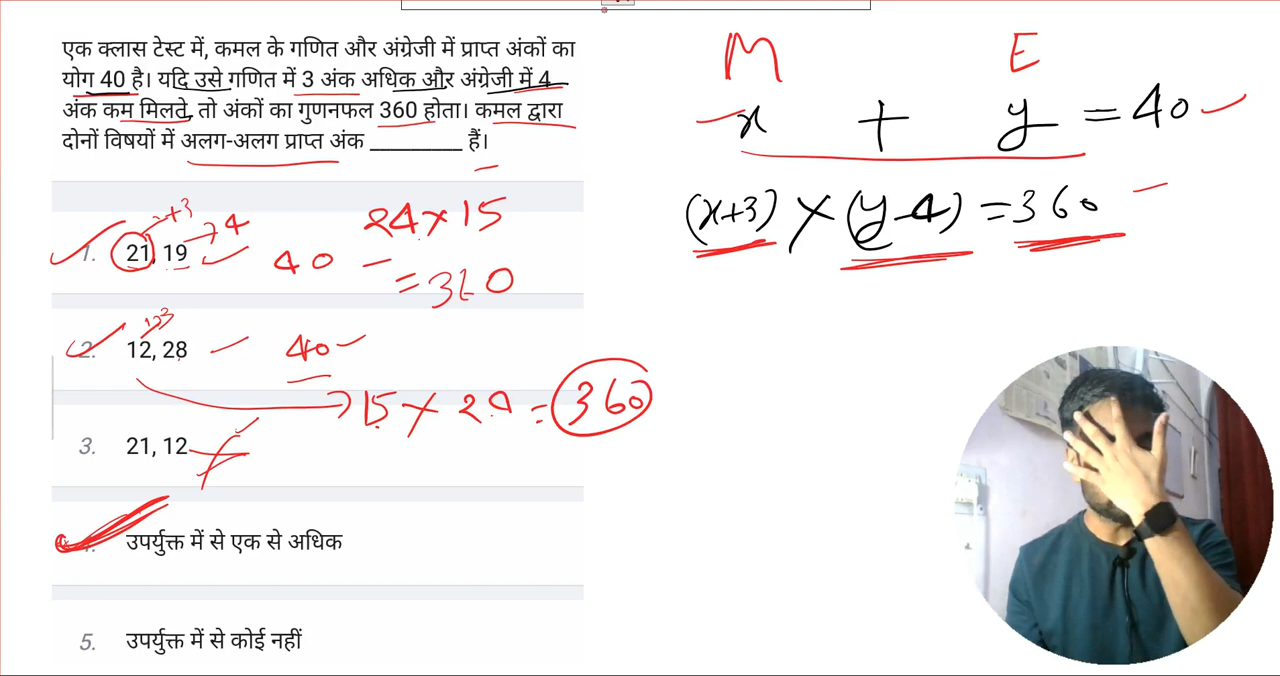 एक क्लास टेस्ट में, कमल के गणित और अंग्रेजी में प्राप्त अंकों का
योग 40 है। यदि उसे गणित में 3 अंक अधिक और अंग्रेजी में 4
अंक कम मिलते, तो अंकों का गुणनफल 360 होता। कमल द्वारा
दोनों विषयों में अलग-अलग प्राप्त अंक _________ हैं।
M E
x + y = 40
(x+3) × (y-4) = 360
+3
4
1. 21, 19
40
24 × 15
= 360
2. 12, 28
40
15 × 24 = 360
3. 21, 12
4. उपर्युक्त में से एक से अधिक
5. उपर्युक्त में से कोई नहीं